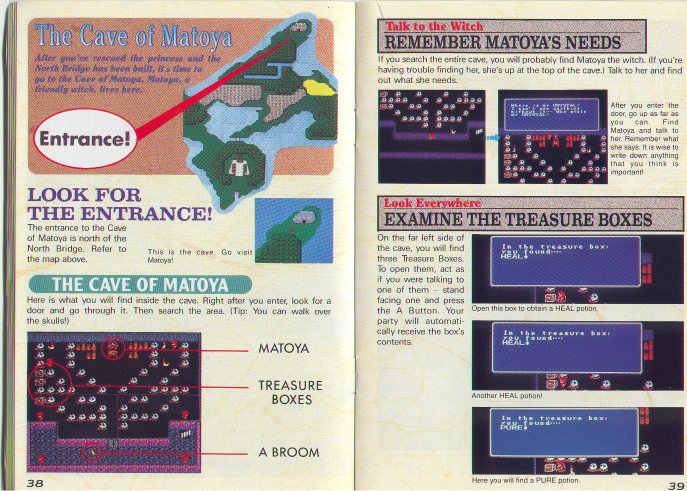 The Cave of Matoya
After you've rescued the princess and the
North Bridge has been built, it's time to
go to the Cave of Matoya. Matoya, a
friendly witch, lives here.
Entrance!
LOOK FOR
THE ENTRANCE!
The entrance to the Cave
of Matoya is north of the
North Bridge. Refer to
the map above.
This is the cave. Go visit
Matoya!
THE CAVE OF MATOYA
Here is what you will find inside the cave. Right after you enter, look for a
door and go through it. Then search the area. (Tip: You can walk over
the skulls!)
MATOYA
TREASURE
BOXES
A BROOM
38
Talk to the Witch
REMEMBER MATOYA'S NEEDS
If you search the entire cave, you will probably find Matoya the witch. (If you're
having trouble finding her, she's up at the top of the cave.) Talk to her and find
out what she needs.
After you enter the
door, go up as far as
you can. Find
Matoya and talk to
her. Remember what
she says. It is wise to
write down anything
that you think is
important!
Look Everywhere
EXAMINE THE TREASURE BOXES
On the far left side of
the cave, you will find
three Treasure Boxes.
To open them, act as
if you were talking to
one of them – stand
facing one and press
the A Button. Your
party will automati-
cally receive the box's
contents.
In the treasure box,
you found....
HEAL
Open this box to obtain a HEAL potion.
In the treasure box,
you found....
HEAL
Another HEAL potion!
In the treasure box,
you found....
PURE
Here you will find a PURE potion.
39